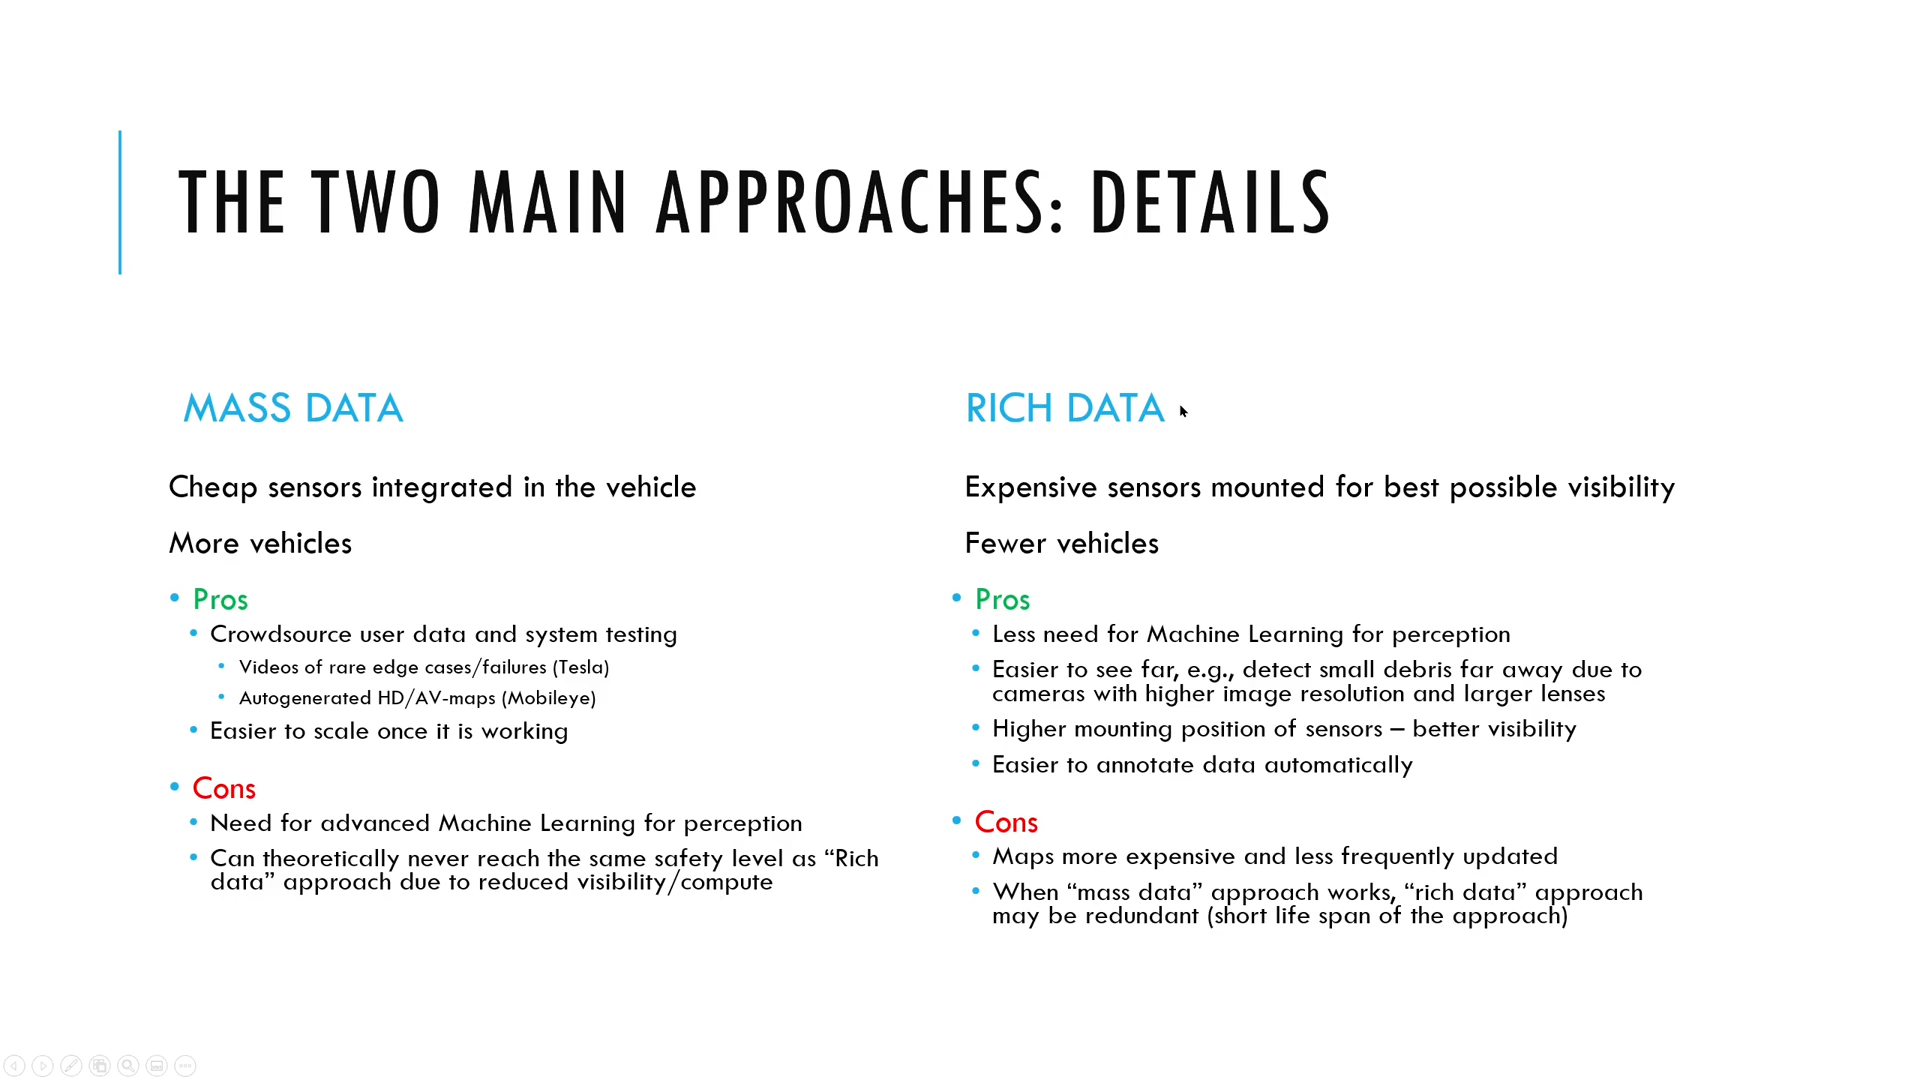 THE TWO MAIN APPROACHES: DETAILS
MASS DATA
Cheap sensors integrated in the vehicle
More vehicles
• Pros
• Crowdsource user data and system testing
• Videos of rare edge cases/failures (Tesla)
• Autogenerated HD/AV-maps (Mobileye)
• Easier to scale once it is working
• Cons
• Need for advanced Machine Learning for perception
• Can theoretically never reach the same safety level as “Rich
data” approach due to reduced visibility/compute
RICH DATA
Expensive sensors mounted for best possible visibility
Fewer vehicles
• Pros
• Less need for Machine Learning for perception
• Easier to see far, e.g., detect small debris far away due to
cameras with higher image resolution and larger lenses
• Higher mounting position of sensors – better visibility
• Easier to annotate data automatically
• Cons
• Maps more expensive and less frequently updated
• When “mass data” approach works, “rich data” approach
may be redundant (short life span of the approach)